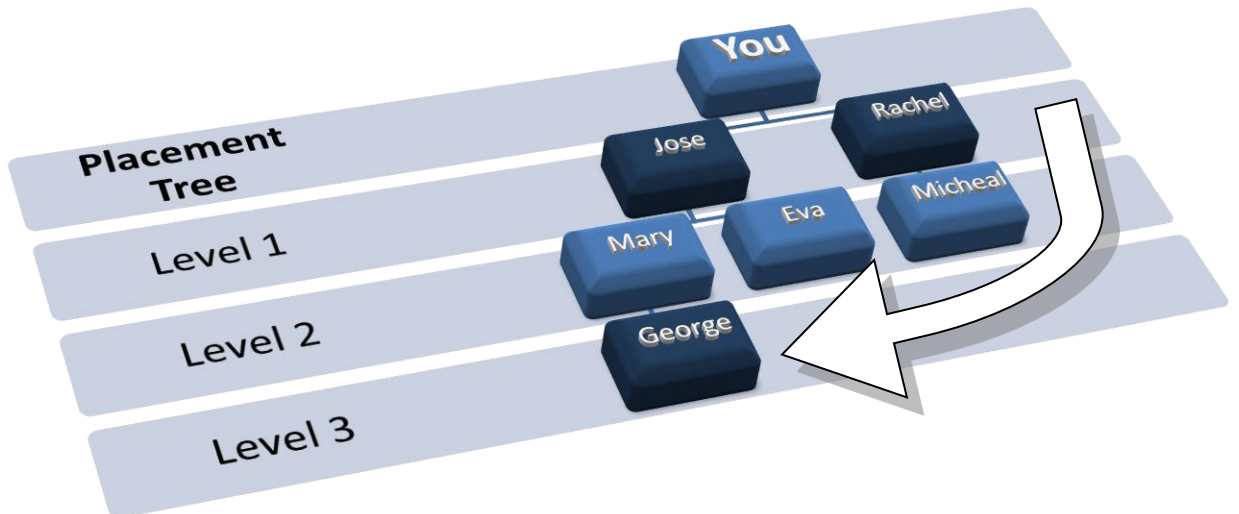 You
Placement
Tree
Jose
Rachel
Level 1
Mary
Eva
Micheal
Level 2
George
Level 3